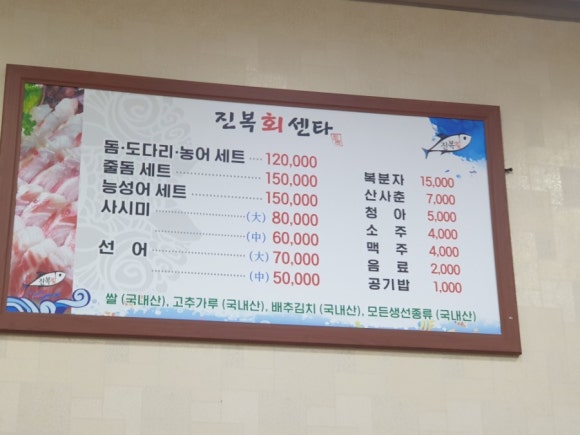 진복회센타
진복
돔·도다리·농어 세트 120,000
줄돔 세트 150,000
능성어 세트 150,000
사시미 (大) 80,000
(中) 60,000
선어 (大) 70,000
(中) 50,000
복분자 15,000
산사춘 7,000
청아 5,000
소주 4,000
맥주 4,000
음료 2,000
공기밥 1,000
진복
쌀 (국내산), 고추가루 (국내산), 배추김치 (국내산), 모든생선종류 (국내산)